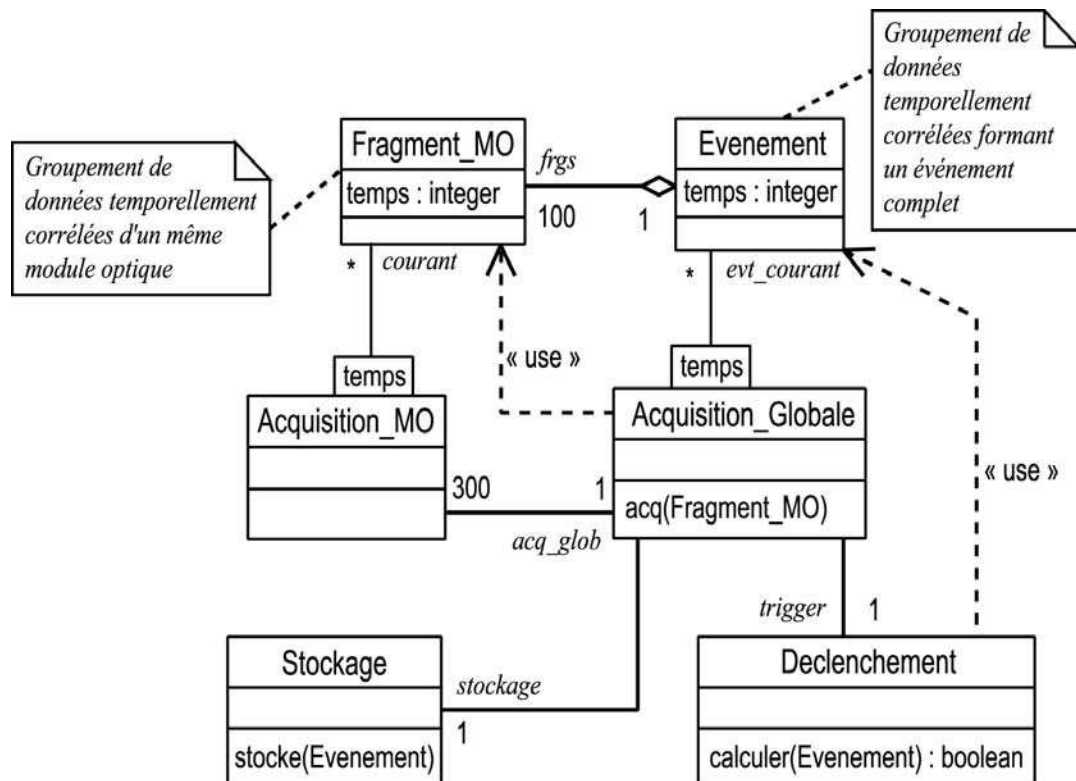 Groupement de
données
temporellement
corrélées formant
un événement
complet
Groupement de
données temporellement
corrélées d'un même
module optique
Fragment_MO
temps : integer
frgs
100
1
Evenement
temps : integer
*
courant
*
evt_courant
« use »
« use »
temps
Acquisition_MO
temps
Acquisition_Globale
acq(Fragment_MO)
300
1
acq_glob
trigger
1
Stockage
stocke(Evenement)
stockage
1
Declenchement
calculer(Evenement) : boolean